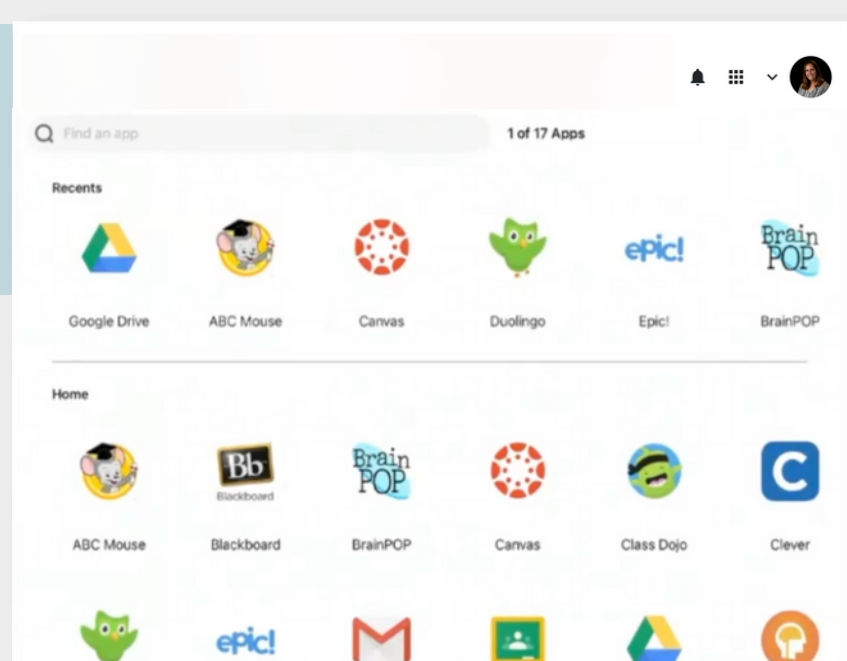 Find an app
1 of 17 Apps
Recents
epic!
Brain
POP
Google Drive
ABC Mouse
Canvas
Duolingo
Epic!
BrainPOP
Home
Bb
Blackboard
Brain
POP
C
ABC Mouse
Blackboard
BrainPOP
Canvas
Class Dojo
Clever
epic!